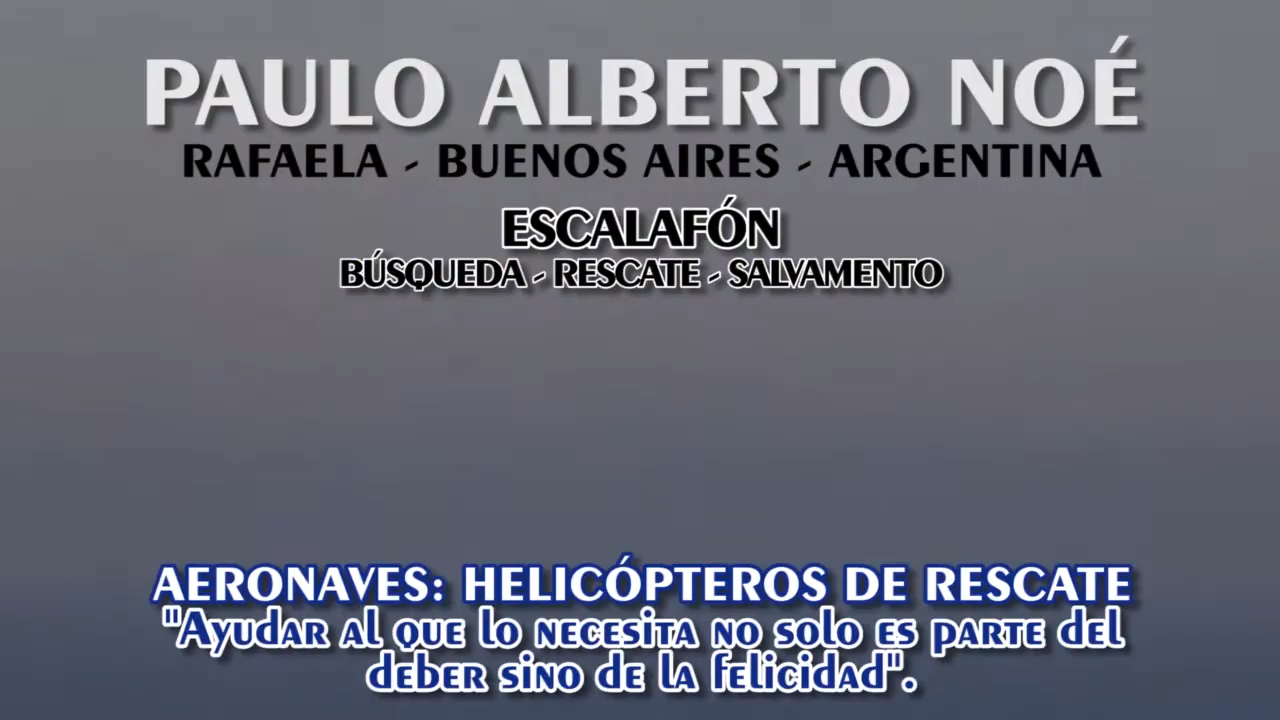 PAULO ALBERTO NOÉ
RAFAELA - BUENOS AIRES - ARGENTINA
ESCALAFÓN
BÚSQUEDA - RESCATE - SALVAMENTO
AERONAVES: HELICÓPTEROS DE RESCATE
"Ayudar al que lo necesita no solo es parte del
deber sino de la felicidad".